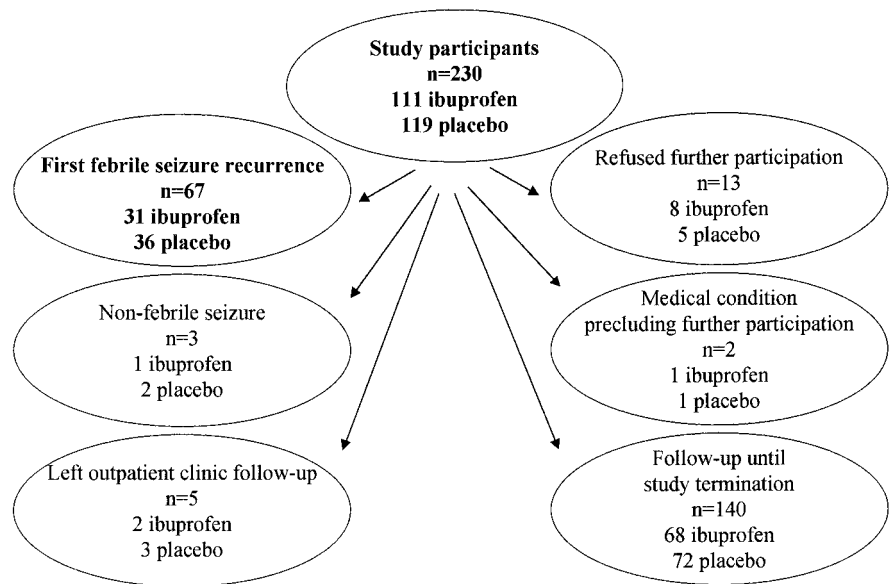 Study participants
n=230
111 ibuprofen
119 placebo
First febrile seizure recurrence
n=67
31 ibuprofen
36 placebo
Refused further participation
n=13
8 ibuprofen
5 placebo
Non-febrile seizure
n=3
1 ibuprofen
2 placebo
Medical condition
precluding further participation
n=2
1 ibuprofen
1 placebo
Left outpatient clinic follow-up
n=5
2 ibuprofen
3 placebo
Follow-up until
study termination
n=140
68 ibuprofen
72 placebo